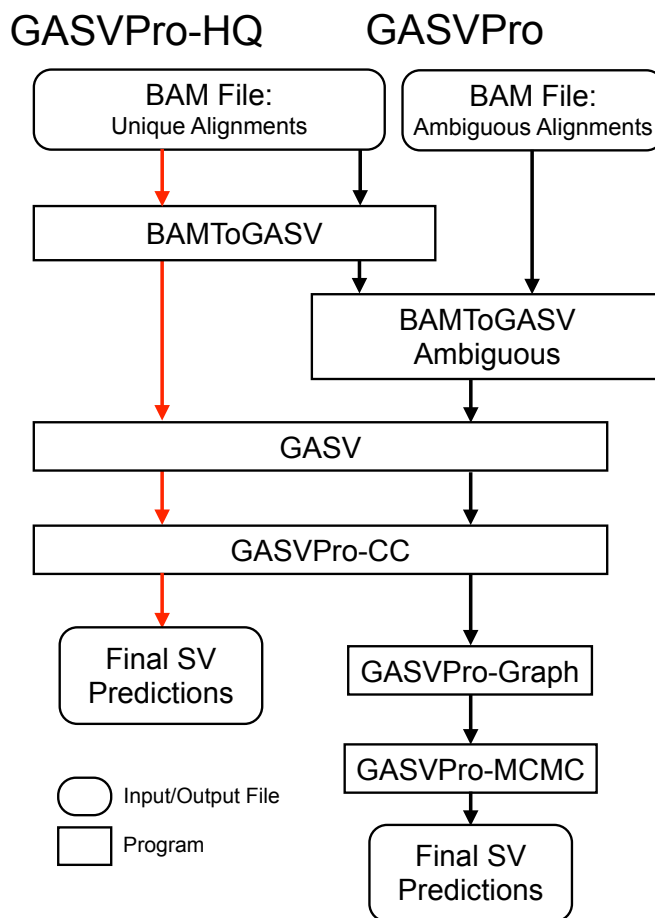 GASVPro-HQ
GASVPro
BAM File:
Unique Alignments
BAM File:
Ambiguous Alignments
BAMToGASV
BAMToGASV
Ambiguous
GASV
GASVPro-CC
Final SV
Predictions
GASVPro-Graph
GASVPro-MCMC
Input/Output File
Program
Final SV
Predictions